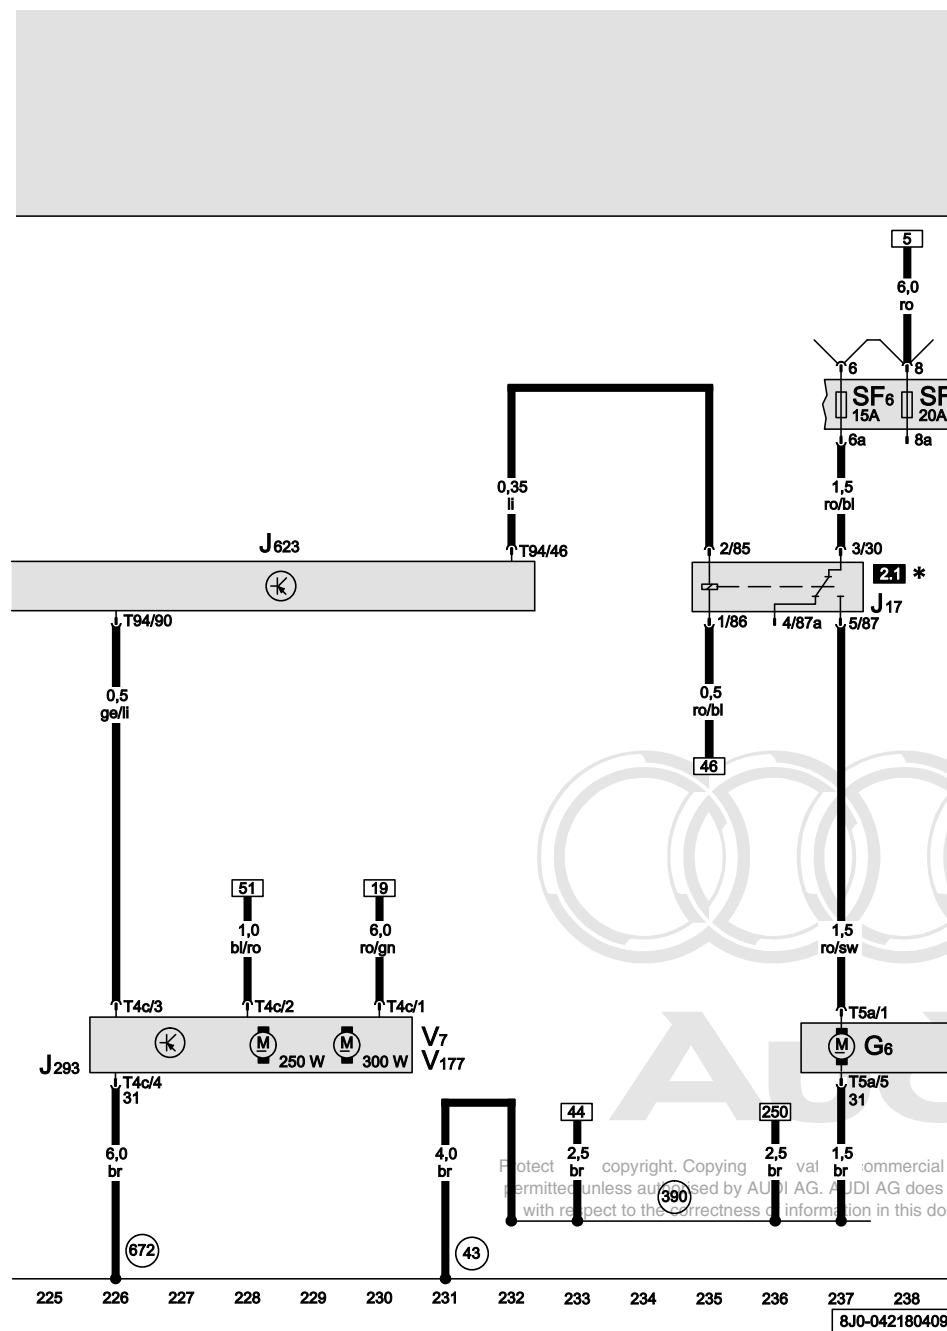 5
6,0
ro
6
8
SF6
15A
SF
20A
6a
8a
0,35
li
1,5
ro/bl
J623
T94/46
2/85
3/30
2.1 *
J17
T94/90
1/86
4/87a
5/87
0,5
ge/li
0,5
ro/bl
46
51
19
1,0
bl/ro
6,0
ro/gn
1,5
ro/sw
T4c/3
T4c/2
T4c/1
T5a/1
M
250 W
M
300 W
V7
V177
M
G6
J293
T4c/4
31
T5a/5
31
44
250
6,0
br
4,0
br
2,5
br
2,5
br
1,5
br
Audi
copyright. Copying
permitted unless authorised by AUDI AG. AUDI AG does
with respect to the correctness of information in this do
390
672
43
225 226 227 228 229 230 231 232 233 234 235 236 237 238
8J0-042180409